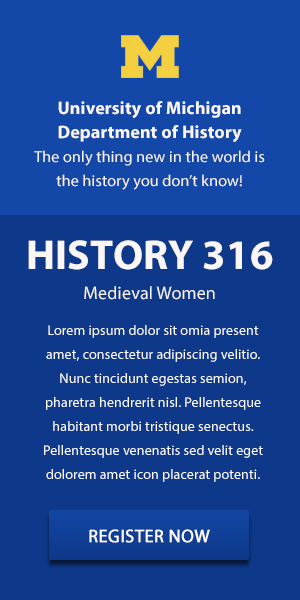 M
University of Michigan
Department of History
The only thing new in the world is
the history you don't know!
HISTORY 316
Medieval Women
Lorem ipsum dolor sit omia present
amet, consectetur adipiscing velitio.
Nunc tincidunt egestas semion,
pharetra hendrerit nisl. Pellentesque
habitant morbi tristique senectus.
Pellentesque venenatis sed velit eget
dolorem amet icon placerat potenti.
REGISTER NOW